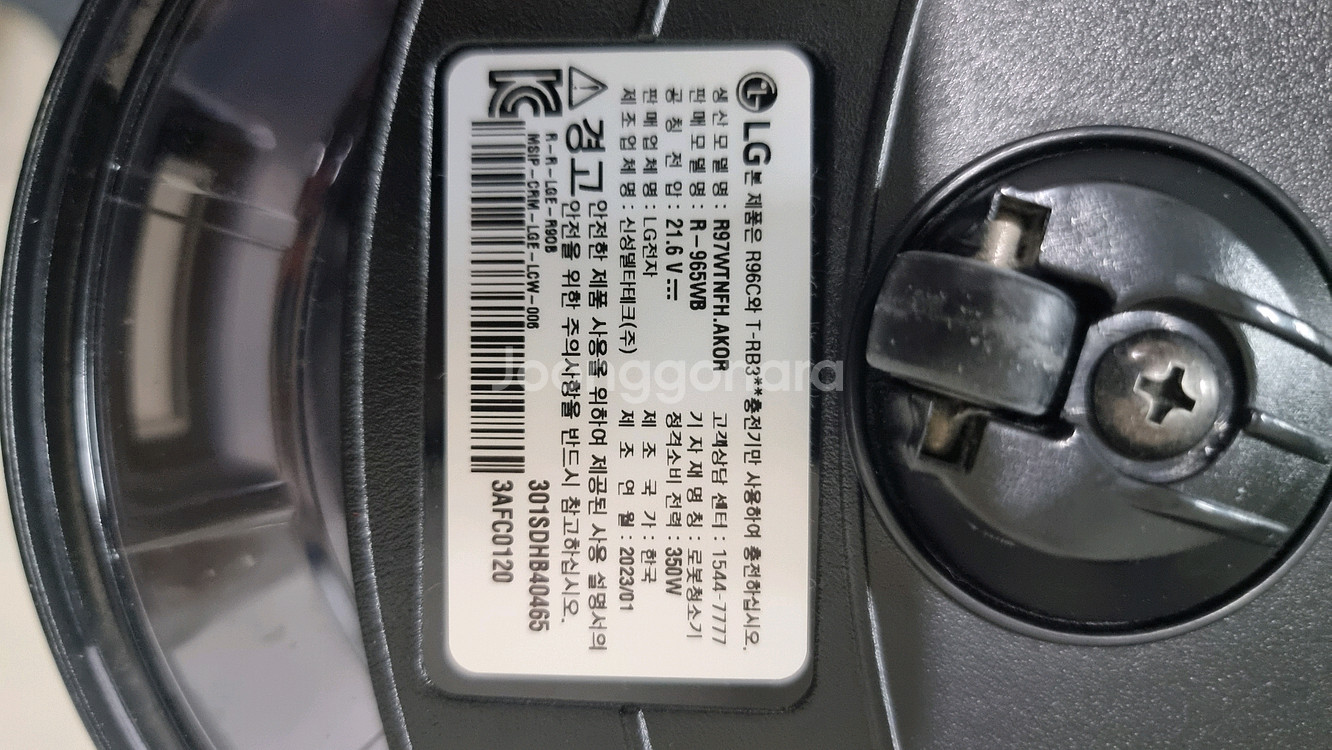 LG 본 제품은 R96C와 T-RB3**충전기만 사용하여 충전하십시오.
생산모델명 : R97WTNFH.AKOR 고객상담 센터 : 1544-7777
판매모델명 : R-965WB 기 자 재 명 칭 : 로봇청소기
공 칭 전 압 : 21.6 V 정격소비 전력 : 350W
판 매 업 체 명 : LG전자 제 조 국 가 : 한국
제 조 업 체 명 : 신성델타테크(주) 제 조 연 월 : 2023/01
경고 안전한 제품 사용을 위하여 제공된 사용 설명서의
안전을 위한 주의사항을 반드시 참고하십시오.
R-R-LGE-R90B
MSIP-CRM-LGE-LCW-006
301SDHB40465
3AFC0120
Joonggonara